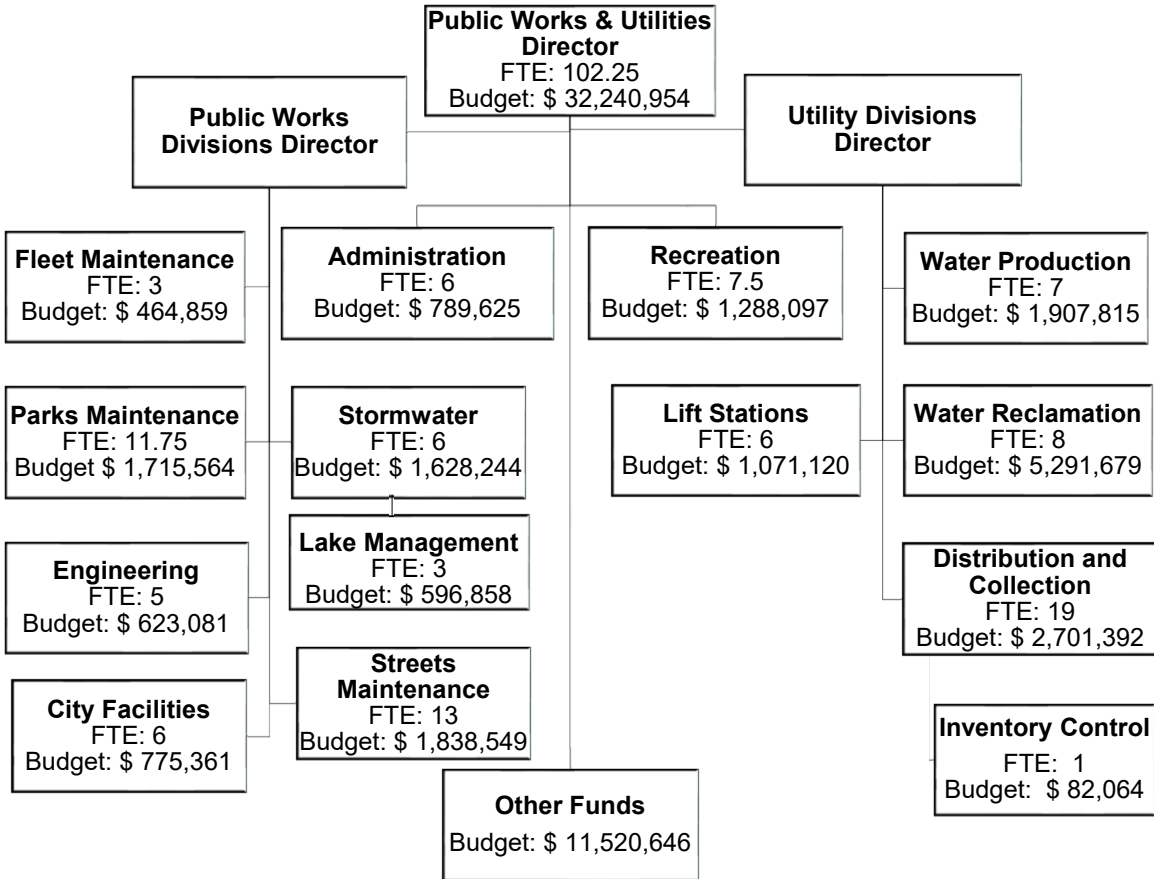 Public Works & Utilities
Director
FTE: 102.25
Budget: $ 32,240,954
Public Works
Divisions Director
Utility Divisions
Director
Fleet Maintenance
FTE: 3
Budget: $ 464,859
Administration
FTE: 6
Budget: $ 789,625
Recreation
FTE: 7.5
Budget: $ 1,288,097
Water Production
FTE: 7
Budget: $ 1,907,815
Parks Maintenance
FTE: 11.75
Budget $ 1,715,564
Stormwater
FTE: 6
Budget: $ 1,628,244
Lift Stations
FTE: 6
Budget: $ 1,071,120
Water Reclamation
FTE: 8
Budget: $ 5,291,679
Lake Management
FTE: 3
Budget: $ 596,858
Engineering
FTE: 5
Budget: $ 623,081
Distribution and
Collection
FTE: 19
Budget: $ 2,701,392
Streets
Maintenance
FTE: 13
Budget: $ 1,838,549
City Facilities
FTE: 6
Budget: $ 775,361
Inventory Control
FTE: 1
Budget: $ 82,064
Other Funds
Budget: $ 11,520,646